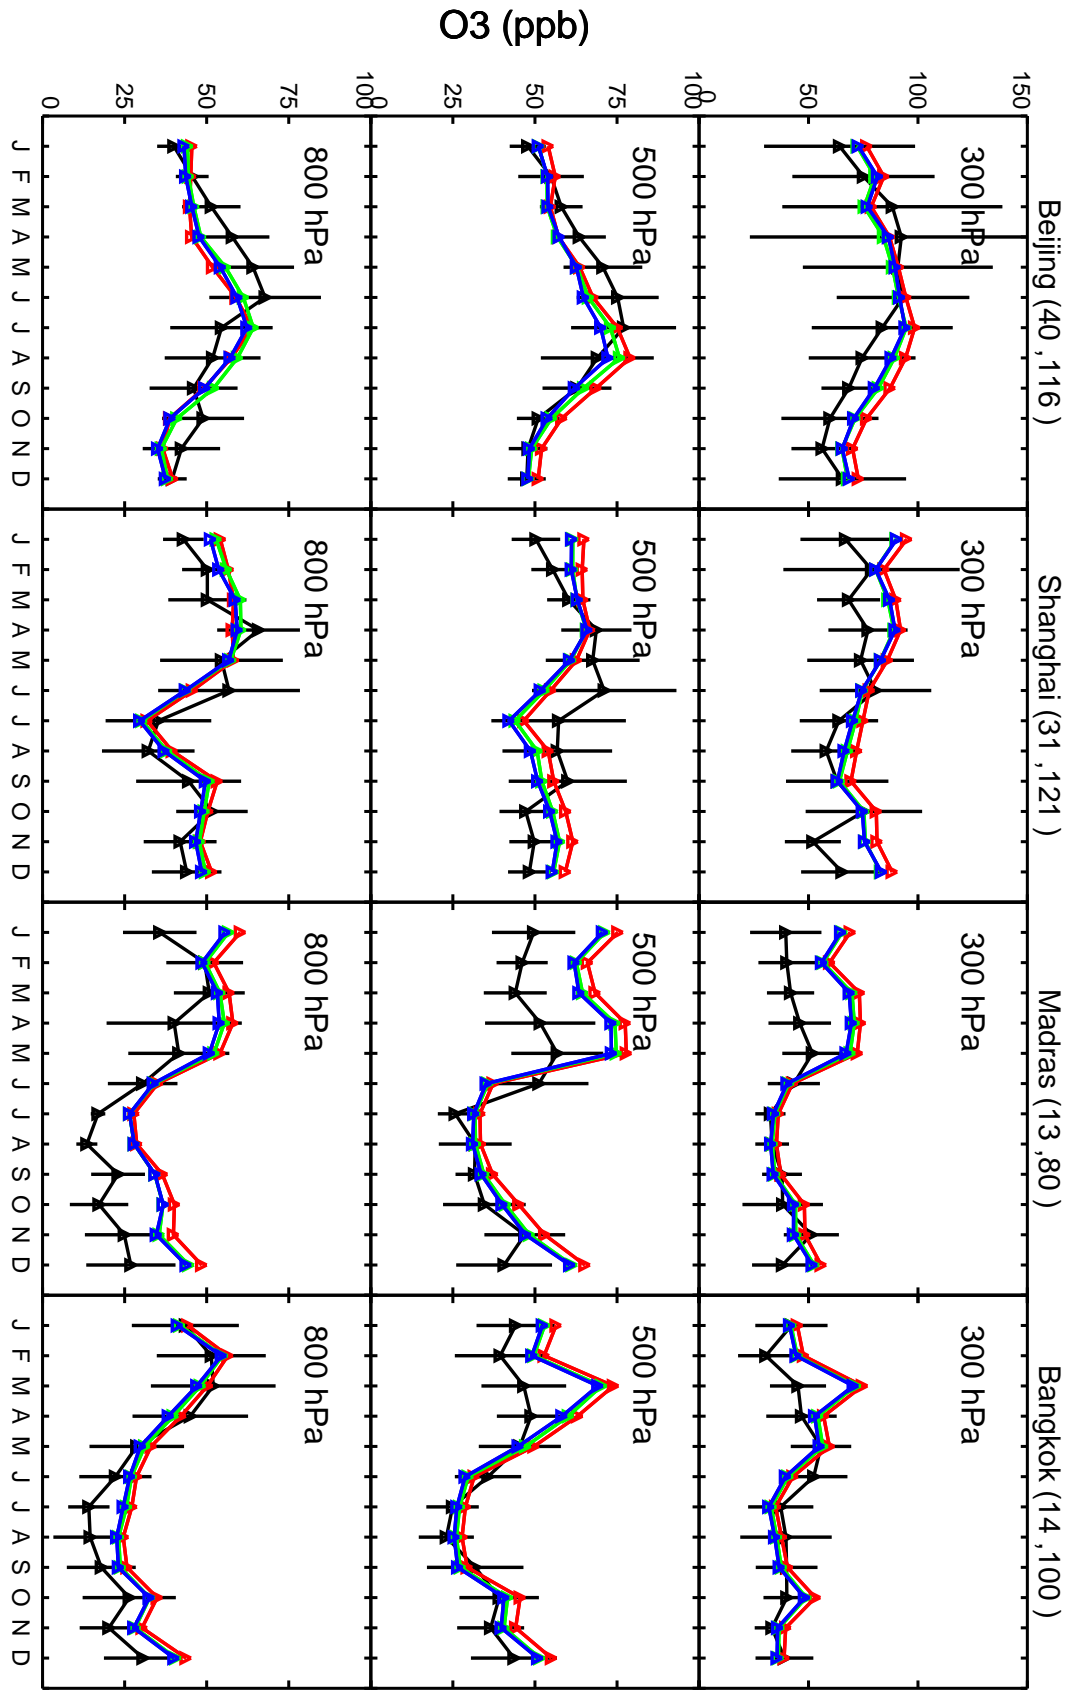 O3 (ppb)
Beijing (40 ,116 )
Shanghai (31 ,121 )
Madras (13 ,80 )
Bangkok (14 ,100 )
150
100
50
0
300 hPa
300 hPa
300 hPa
300 hPa
100
75
50
25
0
500 hPa
500 hPa
500 hPa
500 hPa
100
75
50
25
0
800 hPa
800 hPa
800 hPa
800 hPa
J F M A M J J A S O N D
J F M A M J J A S O N D
J F M A M J J A S O N D
J F M A M J J A S O N D